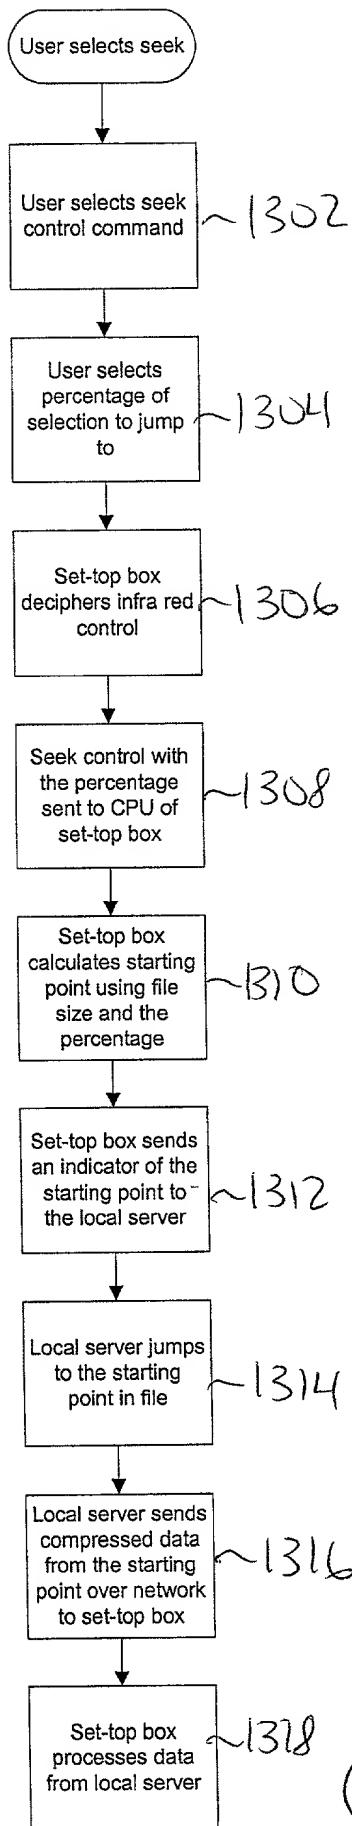 User selects seek
User selects seek
control command
1302
User selects
percentage of
selection to jump
to
1304
Set-top box
deciphers infra red
control
1306
Seek control with
the percentage
sent to CPU of
set-top box
1308
Set-top box
calculates starting
point using file
size and the
percentage
1310
Set-top box sends
an indicator of the
starting point to
the local server
1312
Local server jumps
to the starting
point in file
1314
Local server sends
compressed data
from the starting
point over network
to set-top box
1316
Set-top box
processes data
from local server
1318